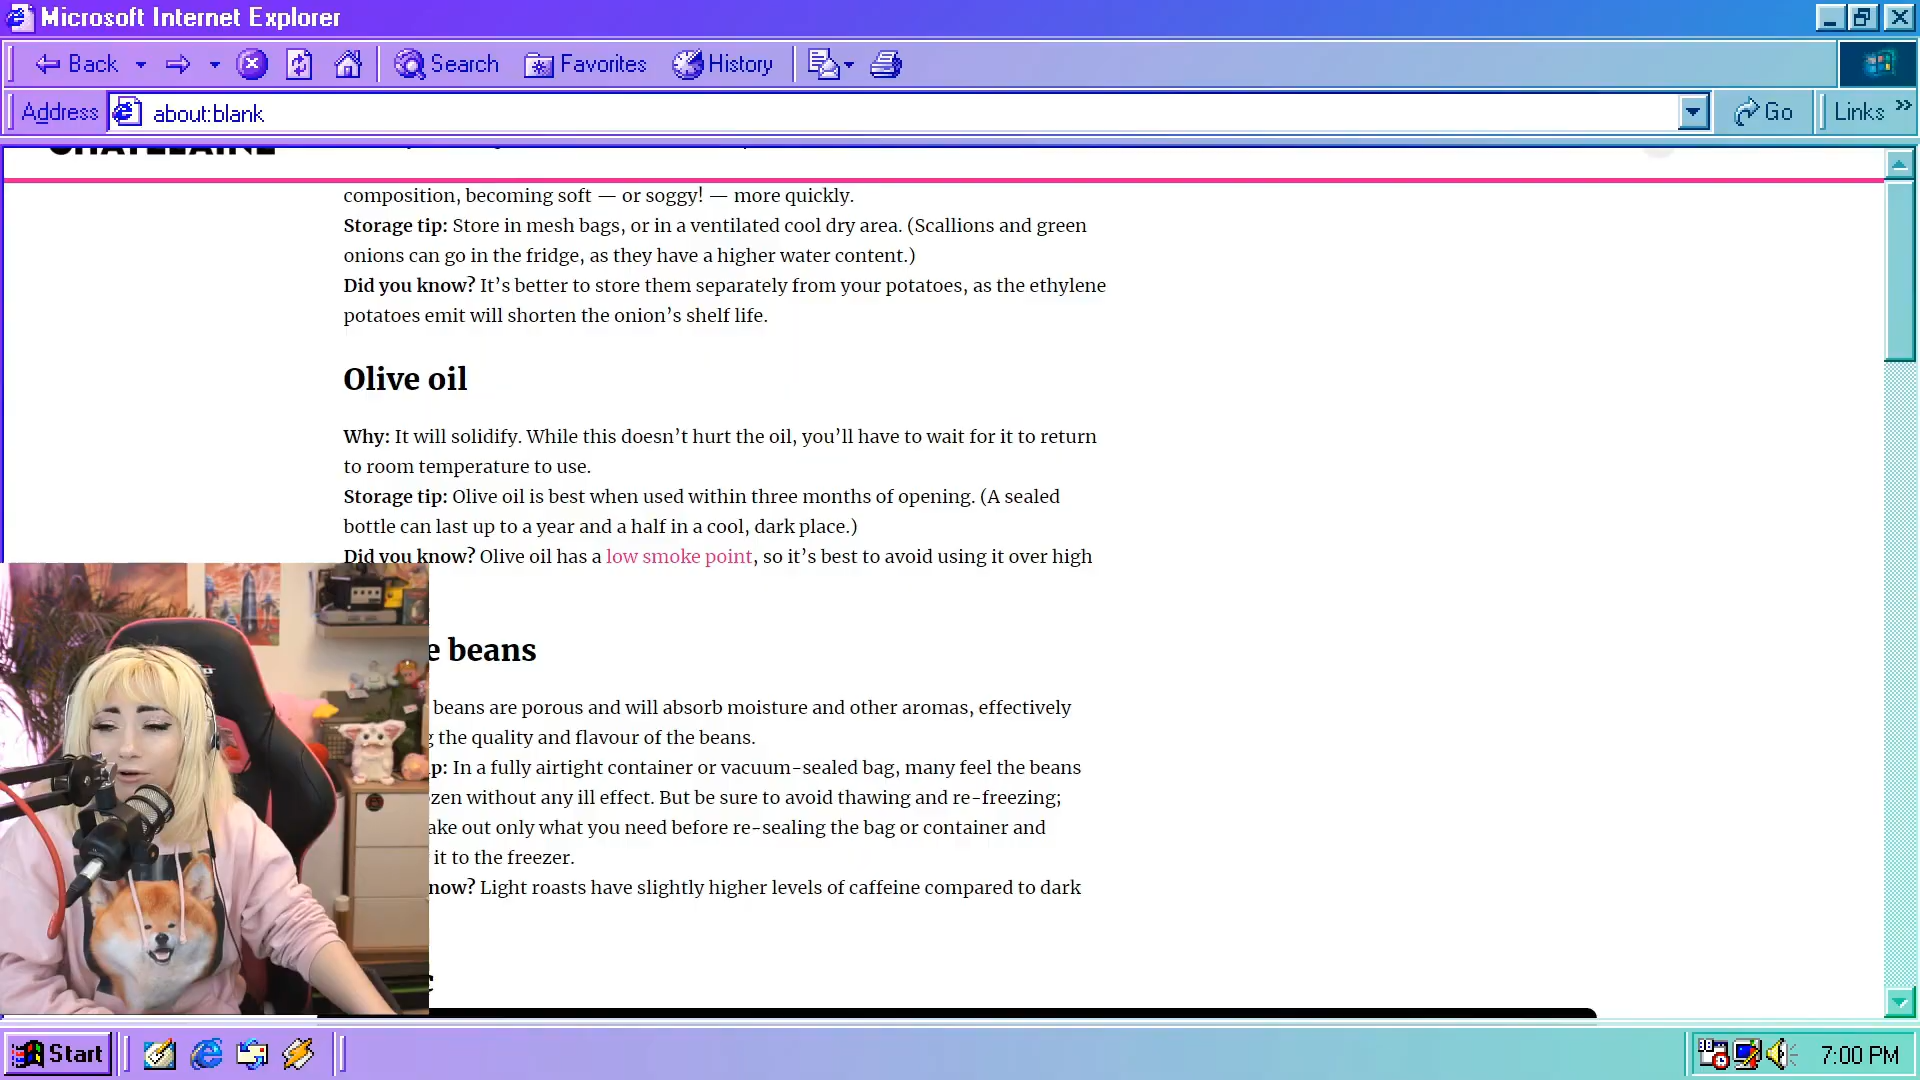 Microsoft Internet Explorer
Back
Search
Favorites
History
Address
about:blank
Go
Links
CHATELAINE
composition, becoming soft — or soggy! — more quickly.
Storage tip: Store in mesh bags, or in a ventilated cool dry area. (Scallions and green
onions can go in the fridge, as they have a higher water content.)
Did you know? It’s better to store them separately from your potatoes, as the ethylene
potatoes emit will shorten the onion’s shelf life.
Olive oil
Why: It will solidify. While this doesn’t hurt the oil, you’ll have to wait for it to return
to room temperature to use.
Storage tip: Olive oil is best when used within three months of opening. (A sealed
bottle can last up to a year and a half in a cool, dark place.)
Did you know? Olive oil has a low smoke point, so it’s best to avoid using it over high
e beans
beans are porous and will absorb moisture and other aromas, effectively
g the quality and flavour of the beans.
p: In a fully airtight container or vacuum-sealed bag, many feel the beans
ozen without any ill effect. But be sure to avoid thawing and re-freezing;
ake out only what you need before re-sealing the bag or container and
it to the freezer.
now? Light roasts have slightly higher levels of caffeine compared to dark
Start
7:00 PM